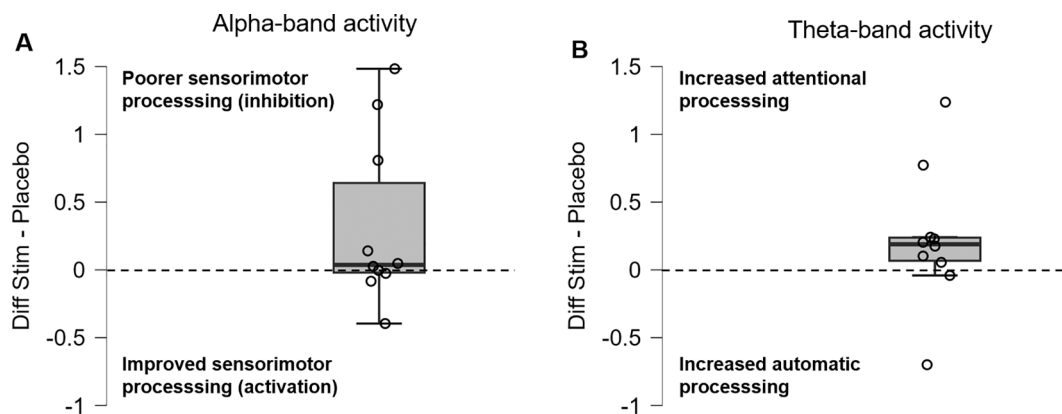 A
Alpha-band activity
Diff Stim - Placebo
1.5
1
0.5
0
-0.5
-1
Poorer sensorimotor
processsing (inhibition)
Improved sensorimotor
processsing (activation)
B
Theta-band activity
Diff Stim - Placebo
1.5
1
0.5
0
-0.5
-1
Increased attentional
processsing
Increased automatic
processsing